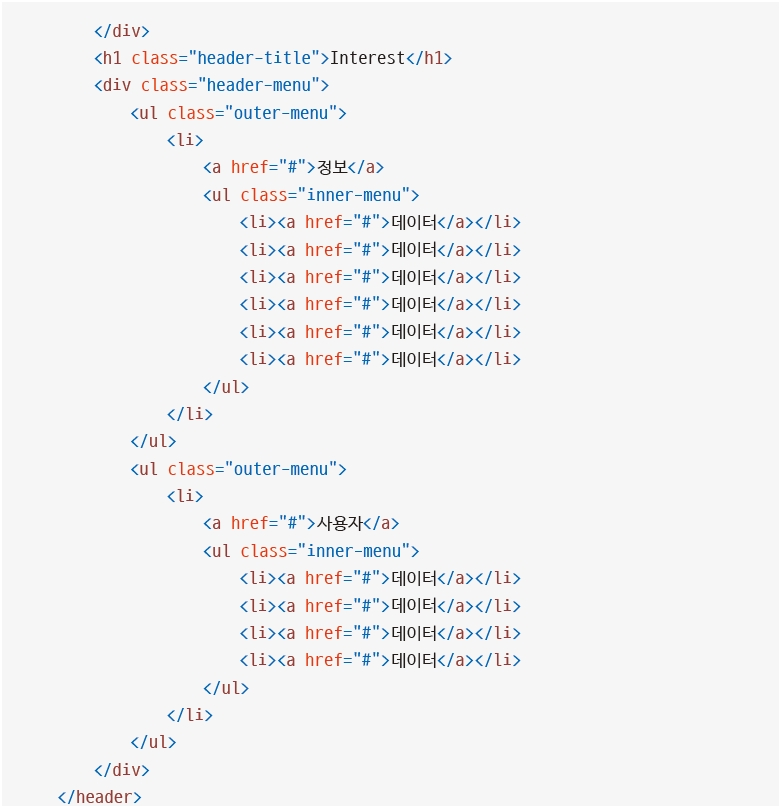 </div>
<h1 class="header-title">Interest</h1>
<div class="header-menu">
<ul class="outer-menu">
<li>
<a href="#">정보</a>
<ul class="inner-menu">
<li><a href="#">데이터</a></li>
<li><a href="#">데이터</a></li>
<li><a href="#">데이터</a></li>
<li><a href="#">데이터</a></li>
<li><a href="#">데이터</a></li>
<li><a href="#">데이터</a></li>
</ul>
</li>
</ul>
<ul class="outer-menu">
<li>
<a href="#">사용자</a>
<ul class="inner-menu">
<li><a href="#">데이터</a></li>
<li><a href="#">데이터</a></li>
<li><a href="#">데이터</a></li>
<li><a href="#">데이터</a></li>
</ul>
</li>
</ul>
</div>
</header>